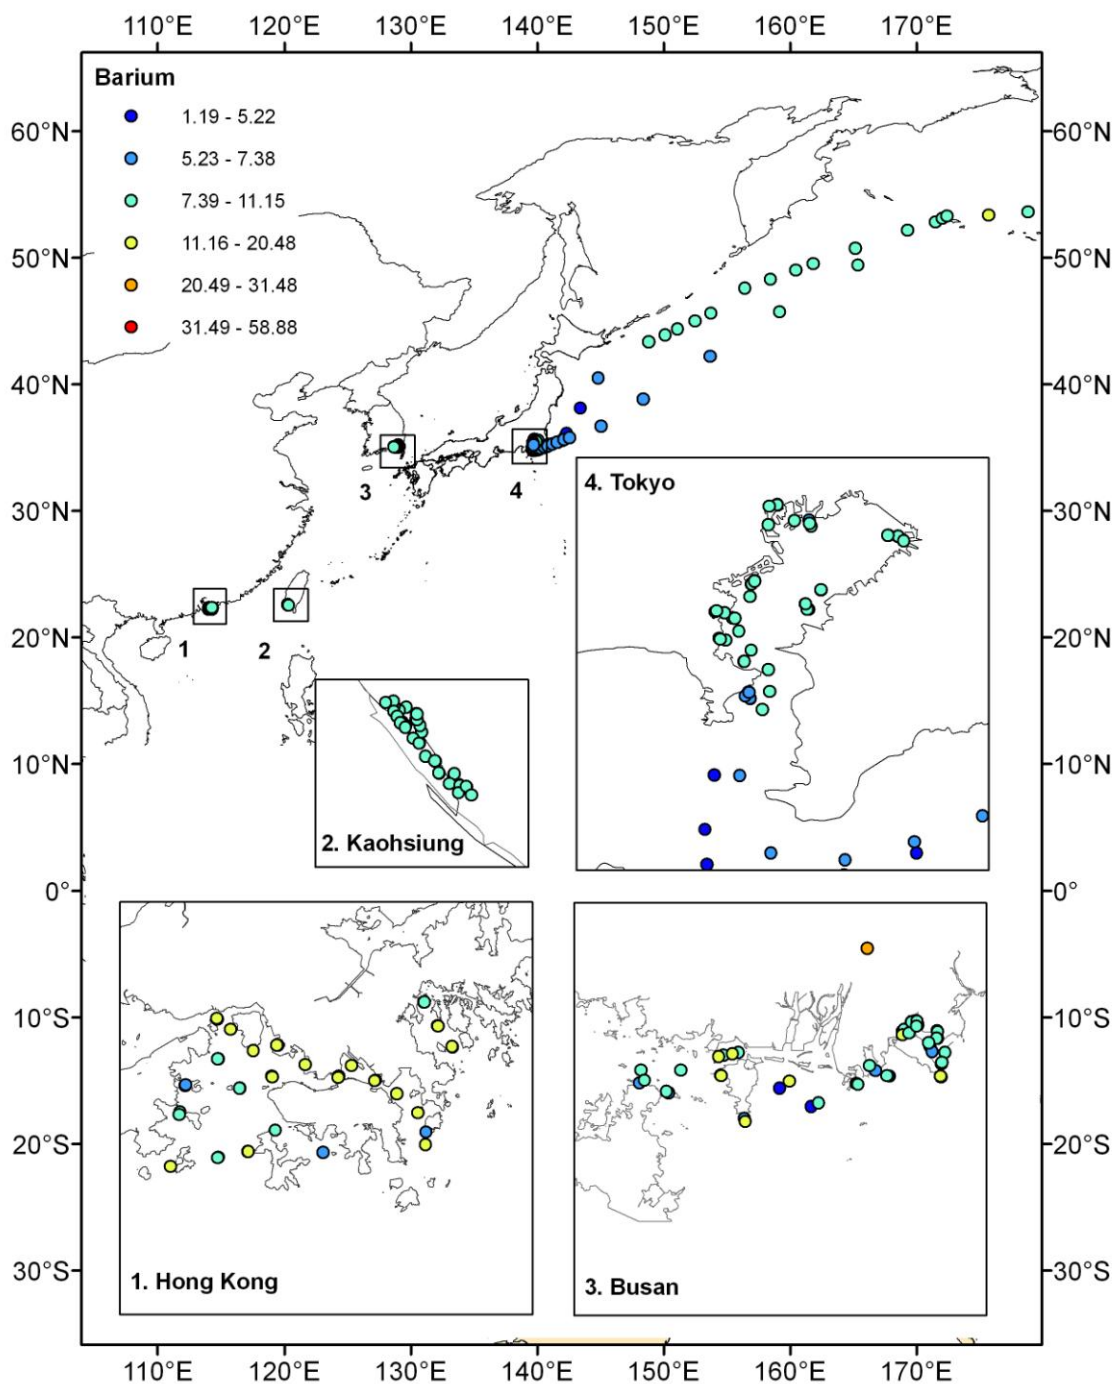 110°E 120°E 130°E 140°E 150°E 160°E 170°E
Barium
1.19 - 5.22
5.23 - 7.38
7.39 - 11.15
11.16 - 20.48
20.49 - 31.48
31.49 - 58.88
60°N 60°N
50°N 50°N
40°N 40°N
3 4
4. Tokyo
30°N 30°N
20°N 20°N
1 2
10°N 10°N
2. Kaohsiung
0° 0°
10°S 10°S
20°S 20°S
30°S 30°S
1. Hong Kong 3. Busan
110°E 120°E 130°E 140°E 150°E 160°E 170°E